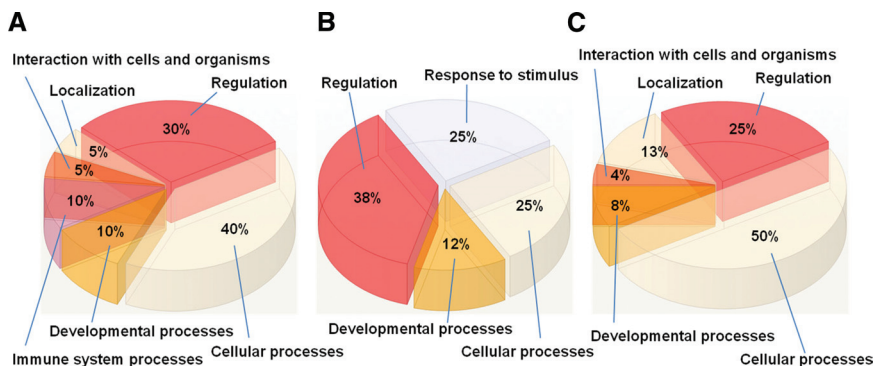 A
Interaction with cells and organisms
Localization
Regulation
30%
5%
5%
10%
10%
40%
Developmental processes
Immune system processes
Cellular processes
B
Regulation
Response to stimulus
25%
38%
25%
12%
Developmental processes
Cellular processes
C
Interaction with cells and organisms
Localization
Regulation
25%
13%
4%
8%
50%
Developmental processes
Cellular processes